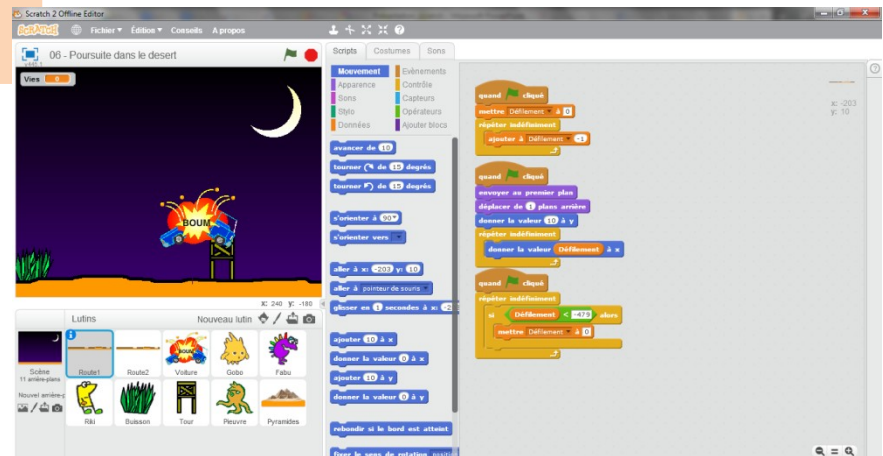 Scratch 2 Offline Editor
SCRATCH Fichier Édition Conseils A propos
06 - Poursuite dans le desert
v445.1
Vies 0
BOUM
x: 240 y: -180
Lutins Nouveau lutin
Scène
11 arrière-plans
Nouvel arrière-p
Route1 Route2 Voiture Gobo Fabu
Riki Buisson Tour Pieuvre Pyramides
Scripts Costumes Sons
Mouvement Evènements
Apparence Contrôle
Sons Capteurs
Stylo Opérateurs
Données Ajouter blocs
avancer de 10
tourner de 15 degrés
tourner de 15 degrés
s'orienter à 90
s'orienter vers
aller à x: -203 y: 10
aller à pointeur de souris
glisser en 1 secondes à x: -20
ajouter 10 à x
donner la valeur 0 à x
ajouter 10 à y
donner la valeur 0 à y
rebondir si le bord est atteint
fixer le sens de rotation
x: -203
y: 10
quand cliqué
mettre Défilement à 0
répéter indéfiniment
ajouter à Défilement -1
quand cliqué
envoyer au premier plan
déplacer de 1 plans arrière
donner la valeur 10 à y
répéter indéfiniment
donner la valeur Défilement à x
quand cliqué
répéter indéfiniment
si Défilement < -479 alors
mettre Défilement à 0